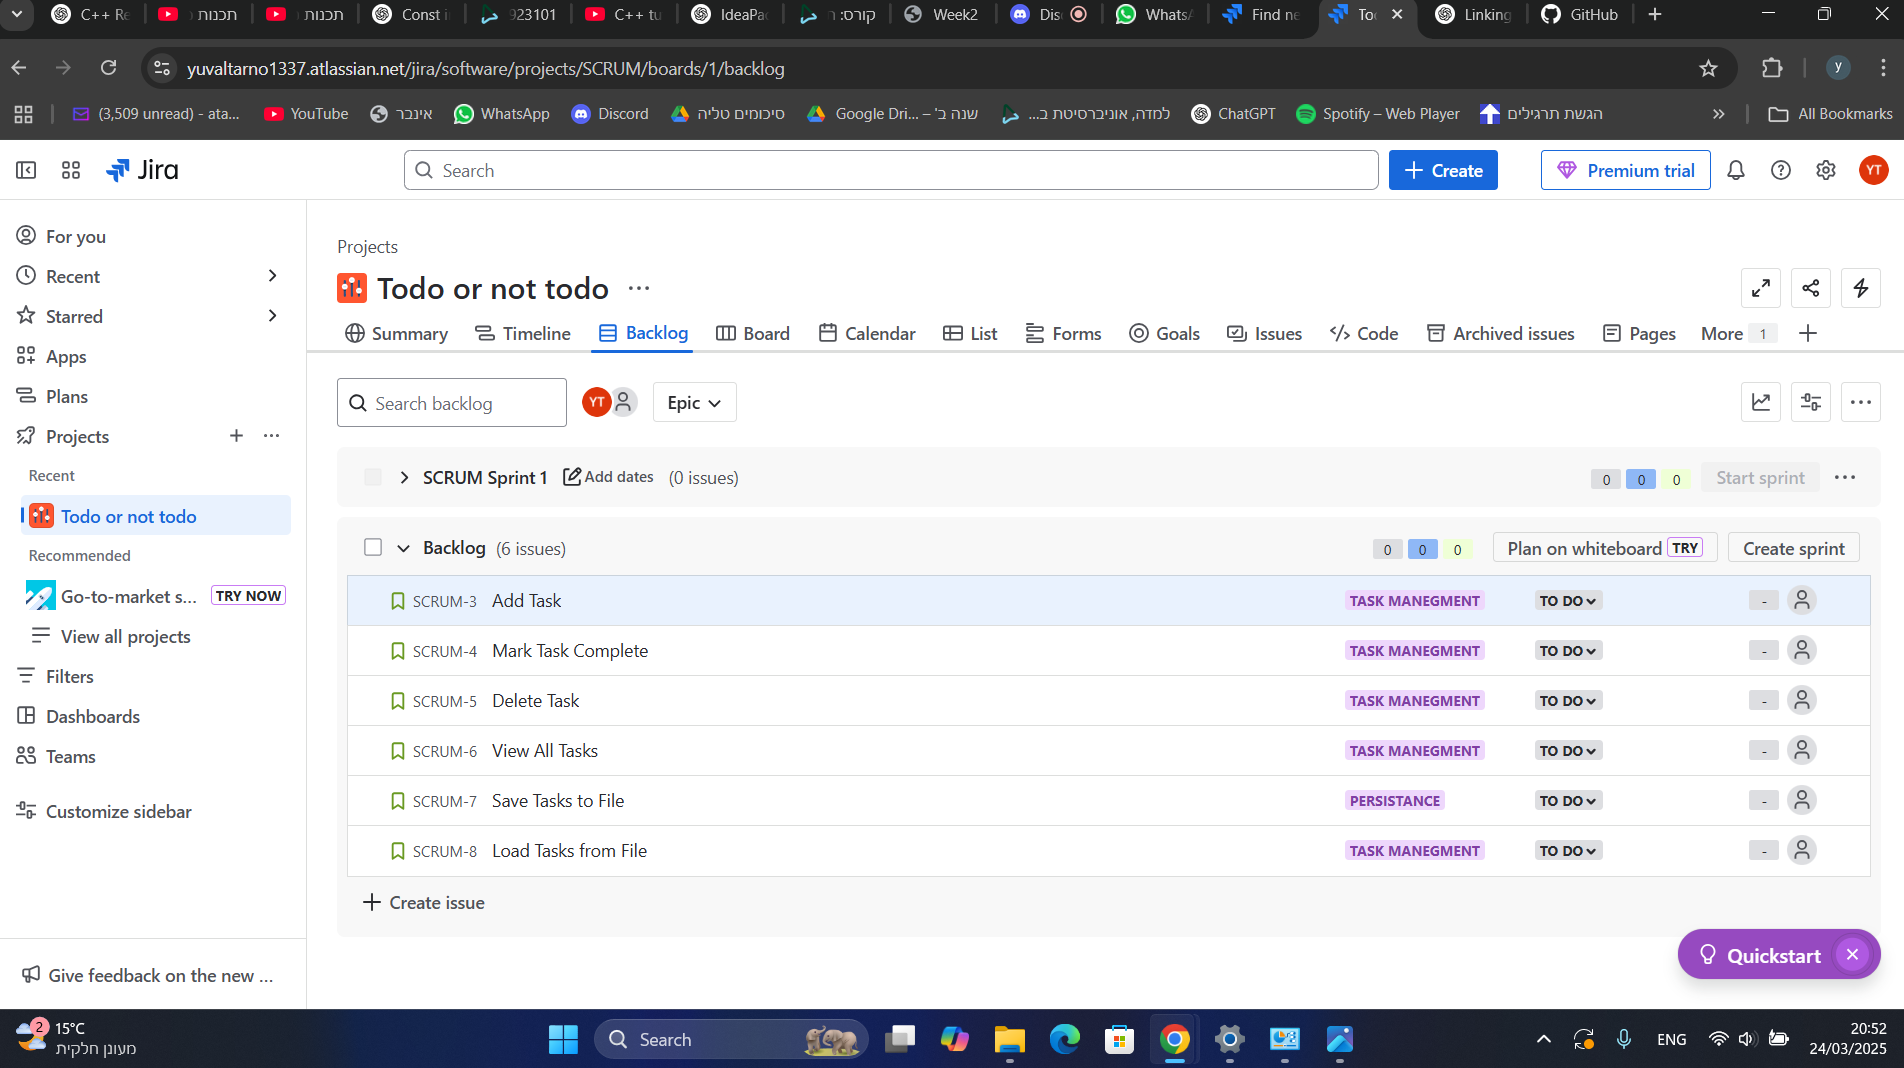 C++ Re
תכנות
תכנות
Const i
923101
C++ tu
IdeaPa
קורס:
Week2
Dis
WhatsA
Find ne
To
Linking
GitHub
yuvaltarno1337.atlassian.net/jira/software/projects/SCRUM/boards/1/backlog
y
(3,509 unread) - ata...
YouTube
אינבר
WhatsApp
Discord
סיכומים טליה
שנה ב' – Google Dri...
למדה, אוניברסיטת ב...
ChatGPT
Spotify – Web Player
הגשת תרגילים
All Bookmarks
Jira
Search
Create
Premium trial
YT
For you
Recent
Starred
Apps
Plans
Projects
Recent
Todo or not todo
Recommended
Go-to-market s... TRY NOW
View all projects
Filters
Dashboards
Teams
Customize sidebar
Give feedback on the new ...
Projects
Todo or not todo
Summary
Timeline
Backlog
Board
Calendar
List
Forms
Goals
Issues
Code
Archived issues
Pages
More 1
Search backlog
YT
Epic
SCRUM Sprint 1 Add dates (0 issues) 0 0 0 Start sprint
Backlog (6 issues) 0 0 0 Plan on whiteboard TRY Create sprint
SCRUM-3 Add Task TASK MANEGMENT TO DO -
SCRUM-4 Mark Task Complete TASK MANEGMENT TO DO -
SCRUM-5 Delete Task TASK MANEGMENT TO DO -
SCRUM-6 View All Tasks TASK MANEGMENT TO DO -
SCRUM-7 Save Tasks to File PERSISTANCE TO DO -
SCRUM-8 Load Tasks from File TASK MANEGMENT TO DO -
Create issue
Quickstart
2
15°C
מעונן חלקית
Search
ENG
20:52
24/03/2025